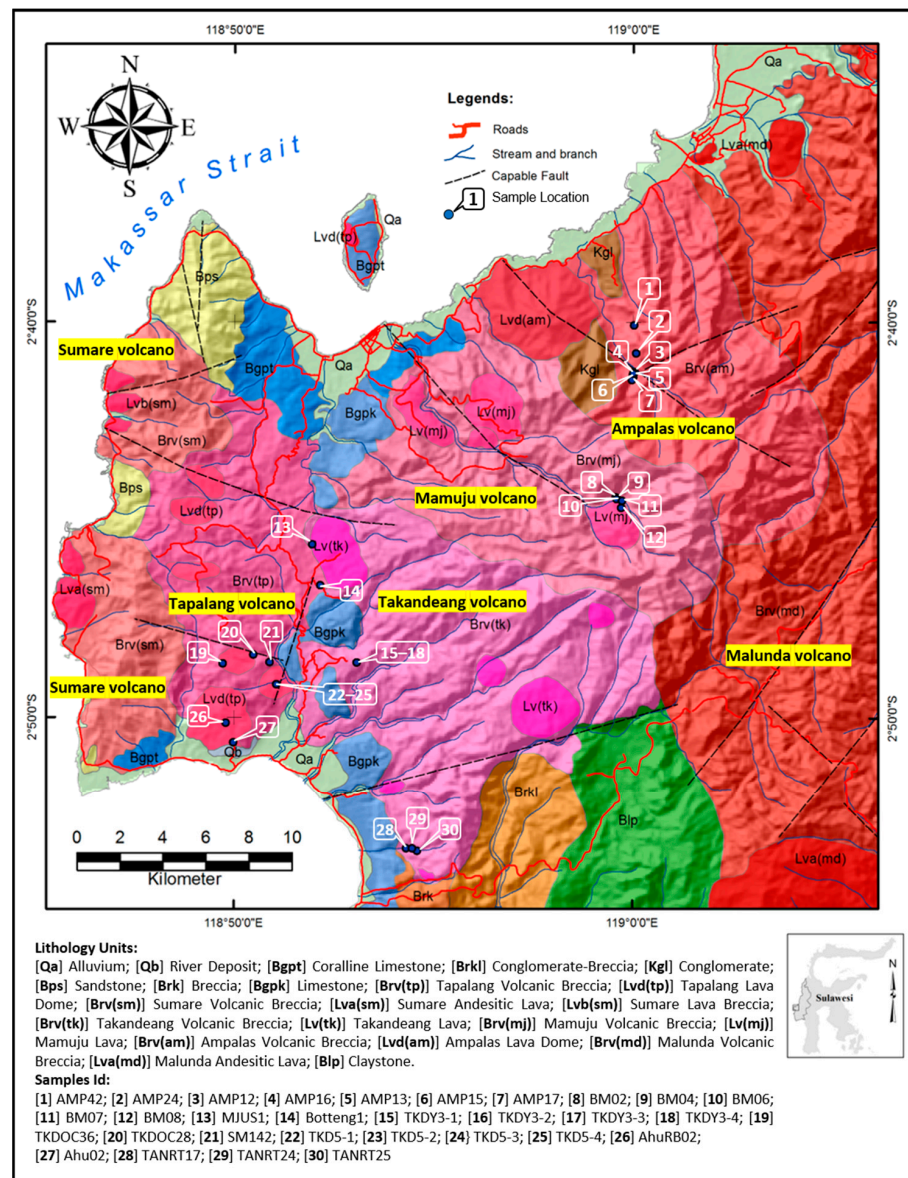 118°50'0"E
119°0'0"E
Qa
N
W
E
S
Legends:
Roads
Stream and branch
Capable Fault
1
Sample Location
Lva(md)
Makassar Strait
Qa
Lvd(tp)
Bgpt
Bps
Kgl
1
2
2°40'0"S
2°40'0"S
Lvd(am)
Sumare volcano
Bgpt
Qa
4
3
Kgl
Brv(am)
6
5
7
Lvb(sm)
Bgpk
Lv(mj)
Lv(mj)
Ampalas volcano
Brv(sm)
Brv(mj)
Bps
Mamuju volcano
8
9
10
11
Lvd(tp)
Lv(mj)
13
12
Lv(tk)
Lva(sm)
Brv(tp)
14
Tapalang volcano
Takandeang volcano
Brv(md)
Brv(tk)
Bgpk
Brv(sm)
20
21
Malunda volcano
19
15–18
Sumare volcano
Lvd(tp)
22–25
Lv(tk)
26
27
2°50'0"S
2°50'0"S
Qb
Qa
Bgpt
Bgpk
Brkl
0 2 4 6 8 10
Kilometer
28
29
30
Blp
Lva(md)
Brk
118°50'0"E
119°0'0"E
Lithology Units:
[Qa] Alluvium; [Qb] River Deposit; [Bgpt] Coralline Limestone; [Brkl] Conglomerate-Breccia; [Kgl] Conglomerate;
[Bps] Sandstone; [Brk] Breccia; [Bgpk] Limestone; [Brv(tp)] Tapalang Volcanic Breccia; [Lvd(tp)] Tapalang Lava
Dome; [Brv(sm)] Sumare Volcanic Breccia; [Lva(sm)] Sumare Andesitic Lava; [Lvb(sm)] Sumare Lava Breccia;
[Brv(tk)] Takandeang Volcanic Breccia; [Lv(tk)] Takandeang Lava; [Brv(mj)] Mamuju Volcanic Breccia; [Lv(mj)]
Mamuju Lava; [Brv(am)] Ampalas Volcanic Breccia; [Lvd(am)] Ampalas Lava Dome; [Brv(md)] Malunda Volcanic
Breccia; [Lva(md)] Malunda Andesitic Lava; [Blp] Claystone.
Samples Id:
[1] AMP42; [2] AMP24; [3] AMP12; [4] AMP16; [5] AMP13; [6] AMP15; [7] AMP17; [8] BM02; [9] BM04; [10] BM06;
[11] BM07; [12] BM08; [13] MJUS1; [14] Botteng1; [15] TKDY3-1; [16] TKDY3-2; [17] TKDY3-3; [18] TKDY3-4; [19]
TKDOC36; [20] TKDOC28; [21] SM142; [22] TKD5-1; [23] TKD5-2; [24} TKD5-3; [25] TKD5-4; [26] AhuRB02;
[27] Ahu02; [28] TANRT17; [29] TANRT24; [30] TANRT25
N
Sulawesi